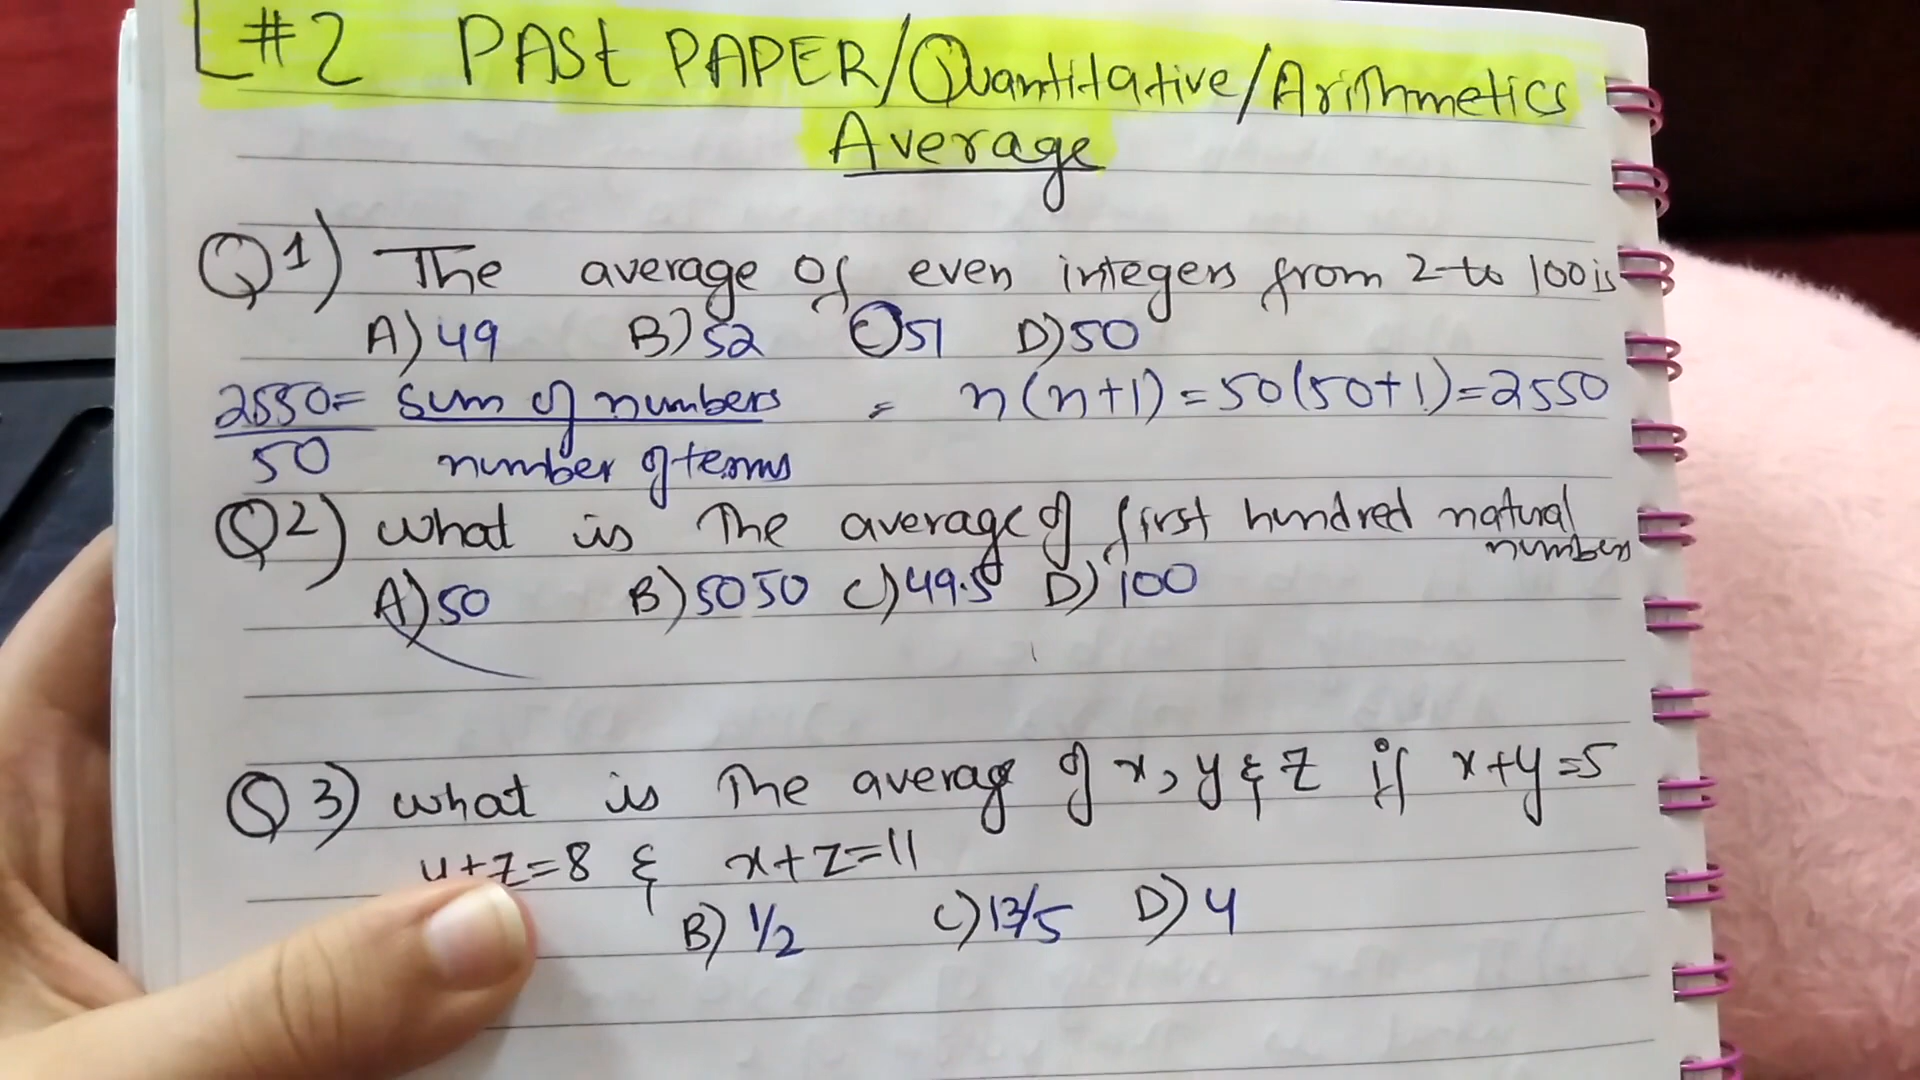 L#2 PAST PAPER/Quantitative/Arithmetics
Average
Q1) The average of even integers from 2 to 100 is
A) 49 B) 52 C) 51 D) 50
2550 = sum of numbers = n(n+1) = 50(50+1) = 2550
50 number of terms
Q2) what is The average of first hundred natural
numbers
A) 50 B) 5050 C) 49.5 D) 100
Q3) what is The average of x, y & z if x+y=5
y+z=8 & x+z=11
B) 1/2 C) 13/5 D) 4